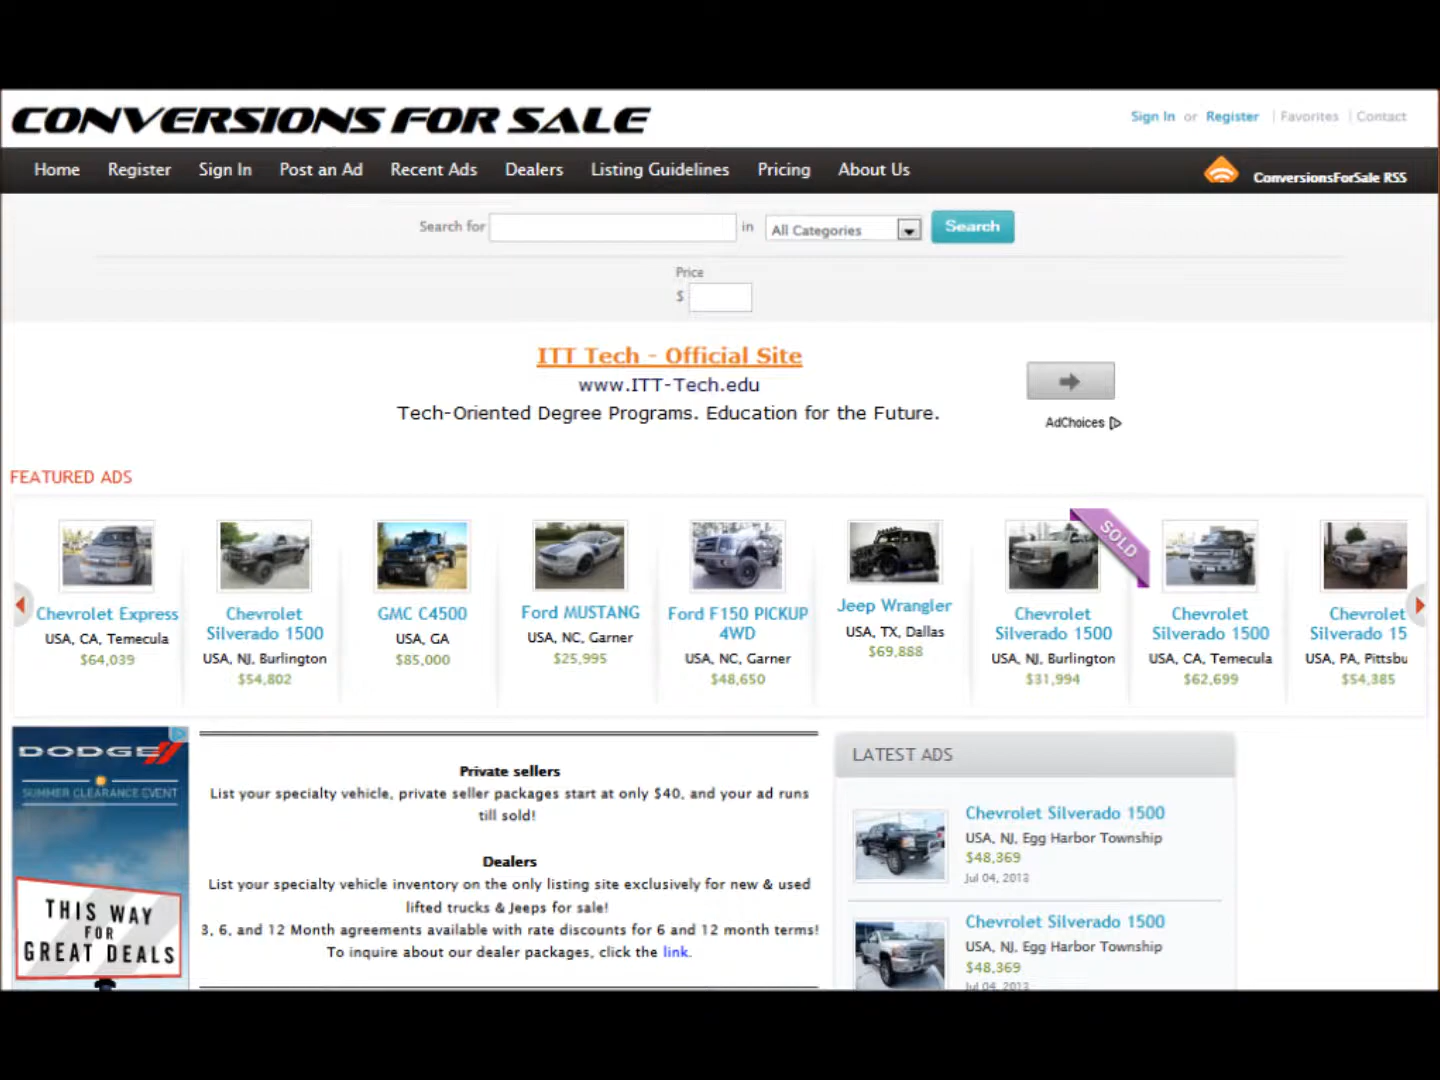 CONVERSIONS FOR SALE
Sign In or Register | Favorites | Contact
Home Register Sign In Post an Ad Recent Ads Dealers Listing Guidelines Pricing About Us ConversionsForSale RSS
Search for in All Categories Search
Price
$
ITT Tech - Official Site
www.ITT-Tech.edu
Tech-Oriented Degree Programs. Education for the Future.
AdChoices
FEATURED ADS
Chevrolet Express
USA, CA, Temecula
$64,039
Chevrolet
Silverado 1500
USA, NJ, Burlington
$54,802
GMC C4500
USA, GA
$85,000
Ford MUSTANG
USA, NC, Garner
$25,995
Ford F150 PICKUP
4WD
USA, NC, Garner
$48,650
Jeep Wrangler
USA, TX, Dallas
$69,888
SOLD
Chevrolet
Silverado 1500
USA, NJ, Burlington
$31,994
Chevrolet
Silverado 1500
USA, CA, Temecula
$62,699
Chevrolet
Silverado 15
USA, PA, Pittsbu
$54,385
DODGE
SUMMER CLEARANCE EVENT
THIS WAY
FOR
GREAT DEALS
Private sellers
List your specialty vehicle, private seller packages start at only $40, and your ad runs
till sold!
Dealers
List your specialty vehicle inventory on the only listing site exclusively for new & used
lifted trucks & Jeeps for sale!
3, 6, and 12 Month agreements available with rate discounts for 6 and 12 month terms!
To inquire about our dealer packages, click the link.
LATEST ADS
Chevrolet Silverado 1500
USA, NJ, Egg Harbor Township
$48,369
Jul 04, 2013
Chevrolet Silverado 1500
USA, NJ, Egg Harbor Township
$48,369
Jul 04, 2013